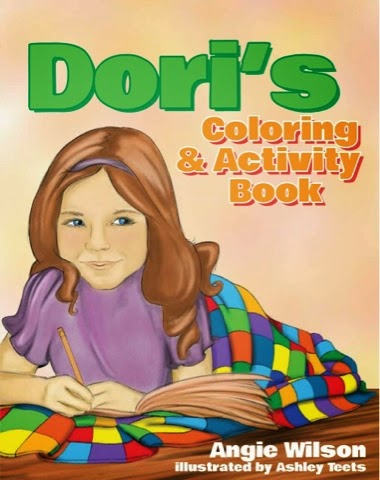 Dori's
Coloring
& Activity
Book
Angie Wilson
illustrated by Ashley Teets